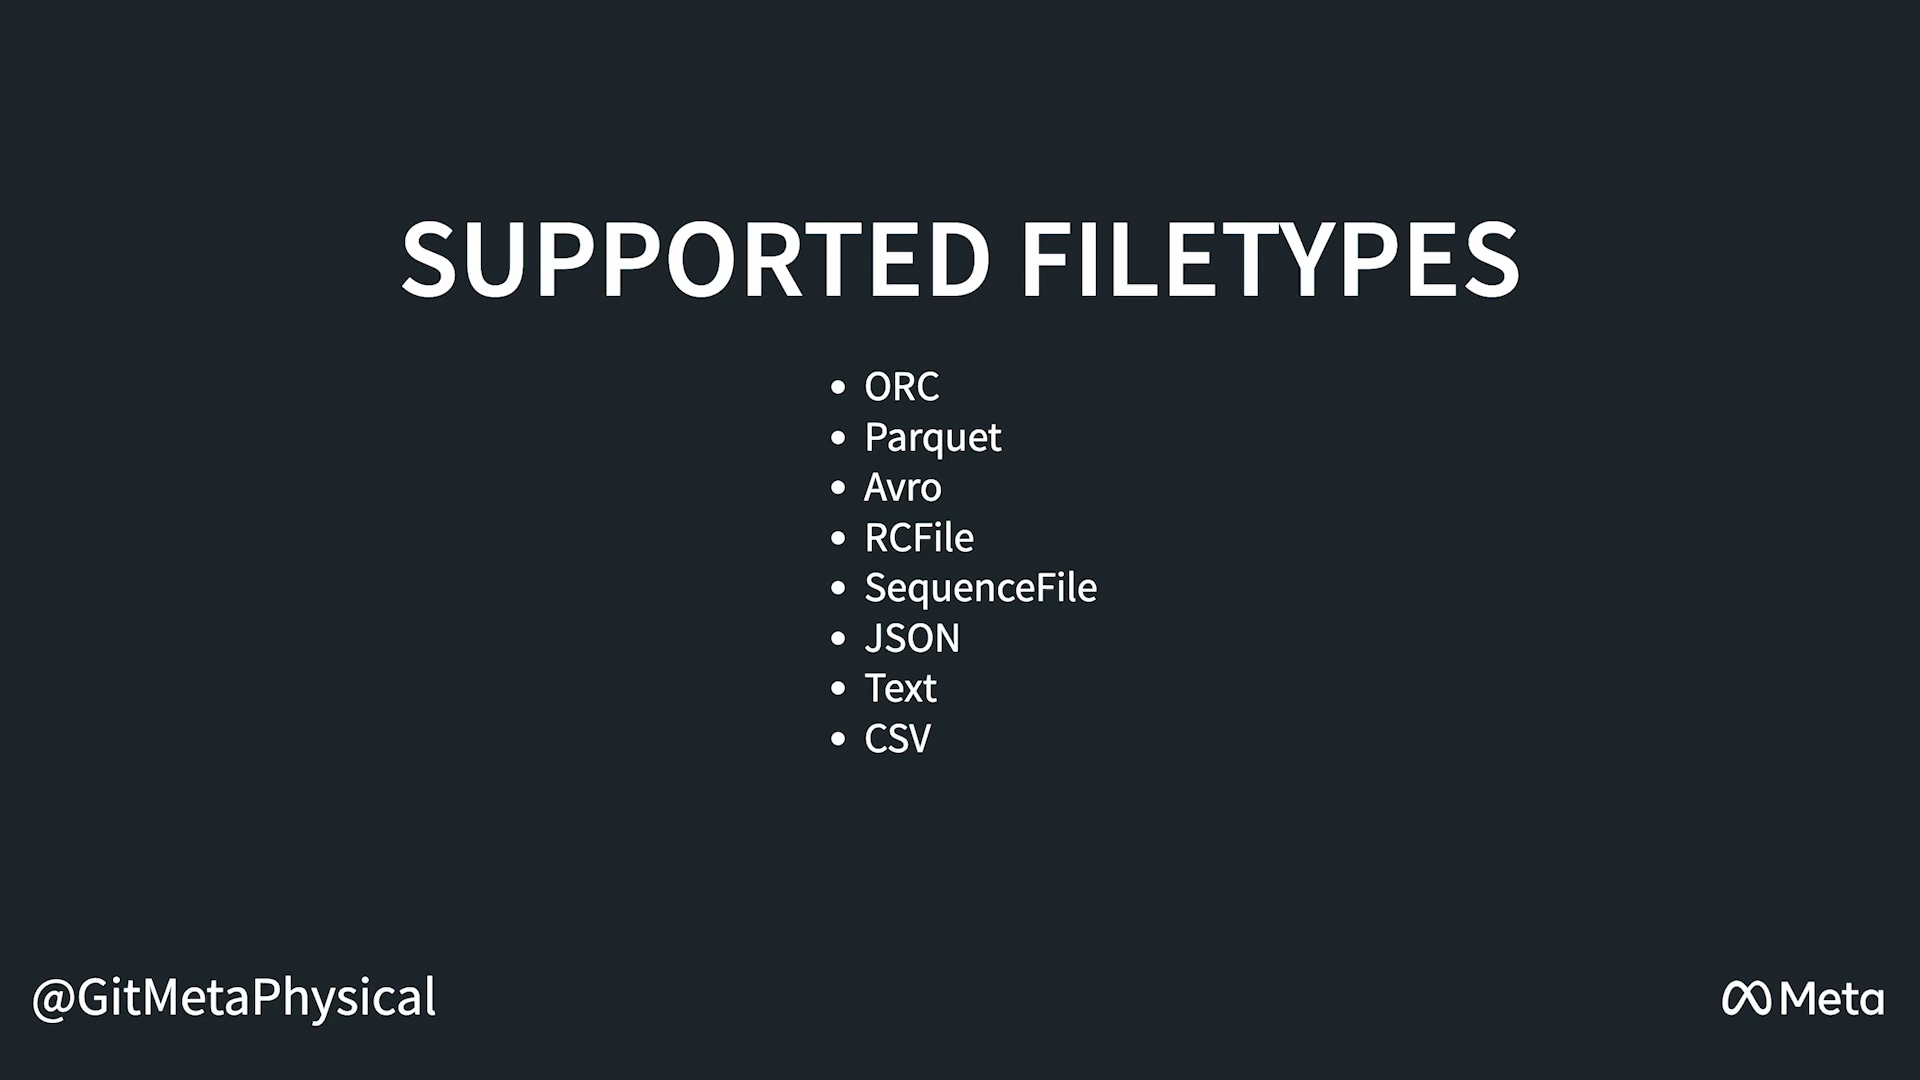 SUPPORTED FILETYPES
• ORC
• Parquet
• Avro
• RCFile
• SequenceFile
• JSON
• Text
• CSV
@GitMetaPhysical
Meta